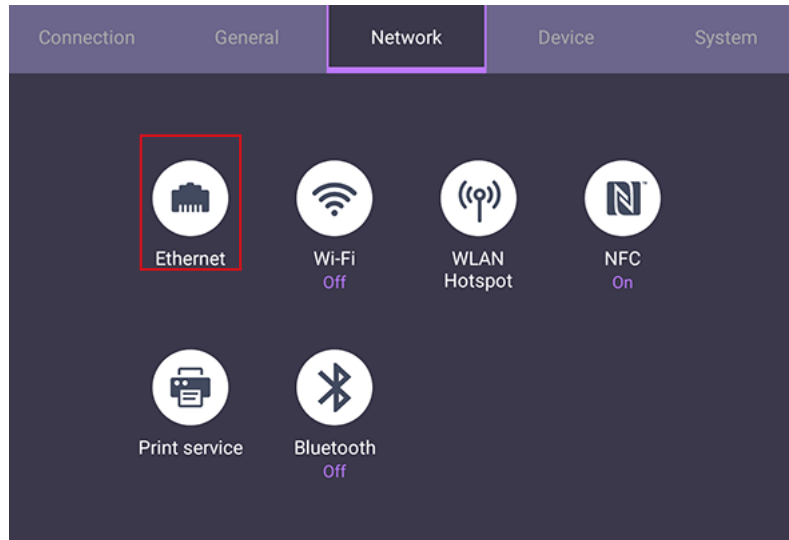 Connection General Network Device System
Ethernet
Wi-Fi
Off
WLAN
Hotspot
NFC
On
Print service
Bluetooth
Off